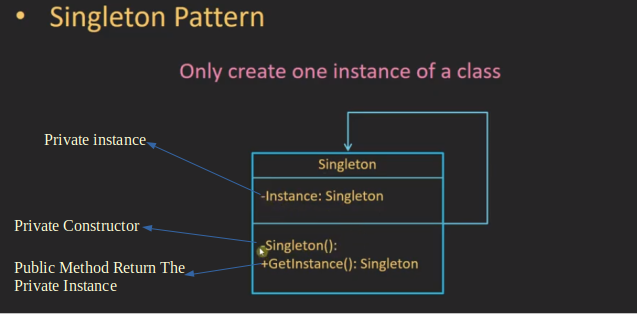 • Singleton Pattern
Only create one instance of a class
Private instance
Singleton
-Instance: Singleton
Private Constructor
-Singleton():
Public Method Return The
Private Instance
+GetInstance(): Singleton